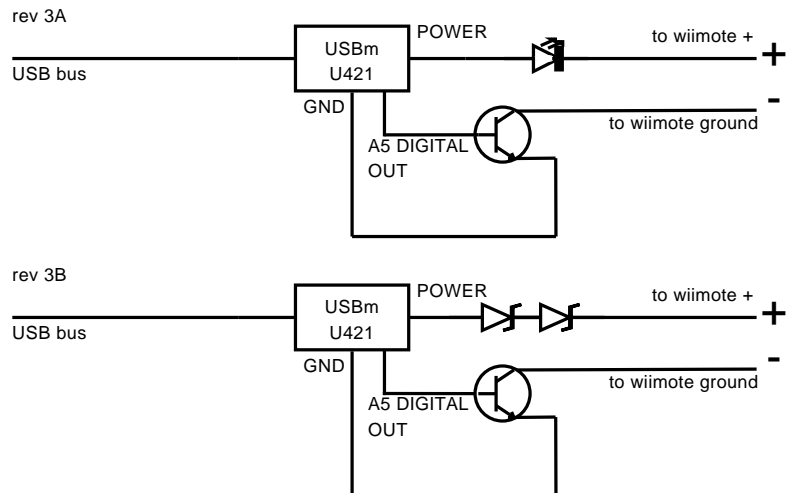 rev 3A
POWER
to wiimote +
+
USBm
U421
USB bus
-
GND
to wiimote ground
A5 DIGITAL
OUT
rev 3B
POWER
to wiimote +
+
USBm
U421
USB bus
-
GND
to wiimote ground
A5 DIGITAL
OUT